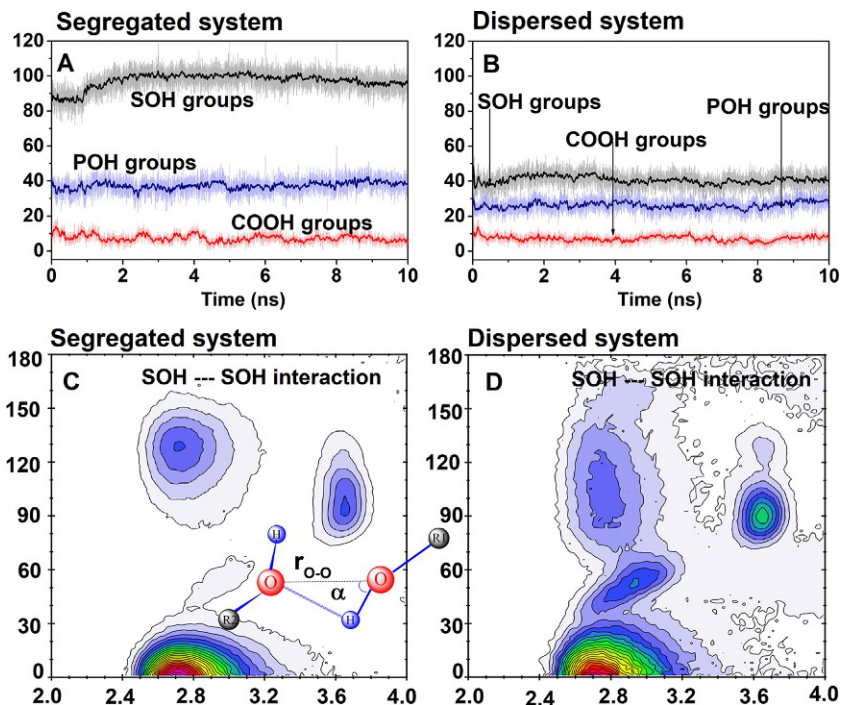 Segregated system
Dispersed system
A
SOH groups
POH groups
COOH groups
120
100
80
60
40
20
0
0 2 4 6 8 10
Time (ns)
B
SOH groups
POH groups
COOH groups
120
100
80
60
40
20
0
0 2 4 6 8 10
Time (ns)
Segregated system
Dispersed system
C
SOH --- SOH interaction
180
150
120
90
60
30
0
H
R1
rO-O
O
O
α
R2
H
2.0 2.4 2.8 3.2 3.6 4.0
D
SOH --- SOH interaction
180
150
120
90
60
30
0
2.0 2.4 2.8 3.2 3.6 4.0